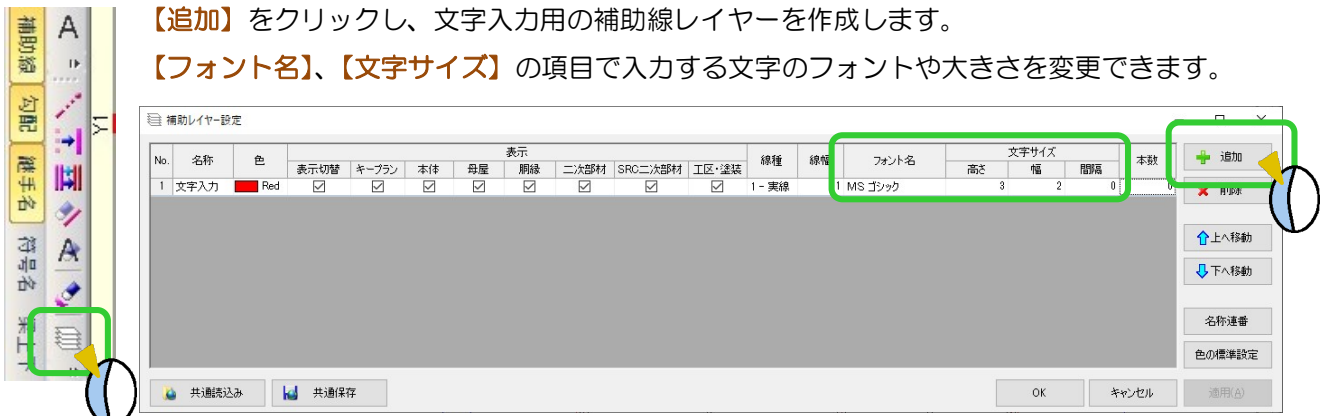 【追加】をクリックし、文字入力用の補助線レイヤーを作成します。
【フォント名】、【文字サイズ】の項目で入力する文字のフォントや大きさを変更できます。
補助線
勾配
継手名
符号名
梁上下
A
Y1
補助レイヤー設定
No. 名称 色 表示 線種 線幅 フォント名 文字サイズ 本数
表示切替 キープラン 本体 母屋 胴縁 二次部材 SRC二次部材 工区・塗装 高さ 幅 間隔
1 文字入力 Red 1 - 実線 1 MS ゴシック 3 2 0 0
追加
削除
上へ移動
下へ移動
名称連番
色の標準設定
共通読込み 共通保存 OK キャンセル 適用(A)